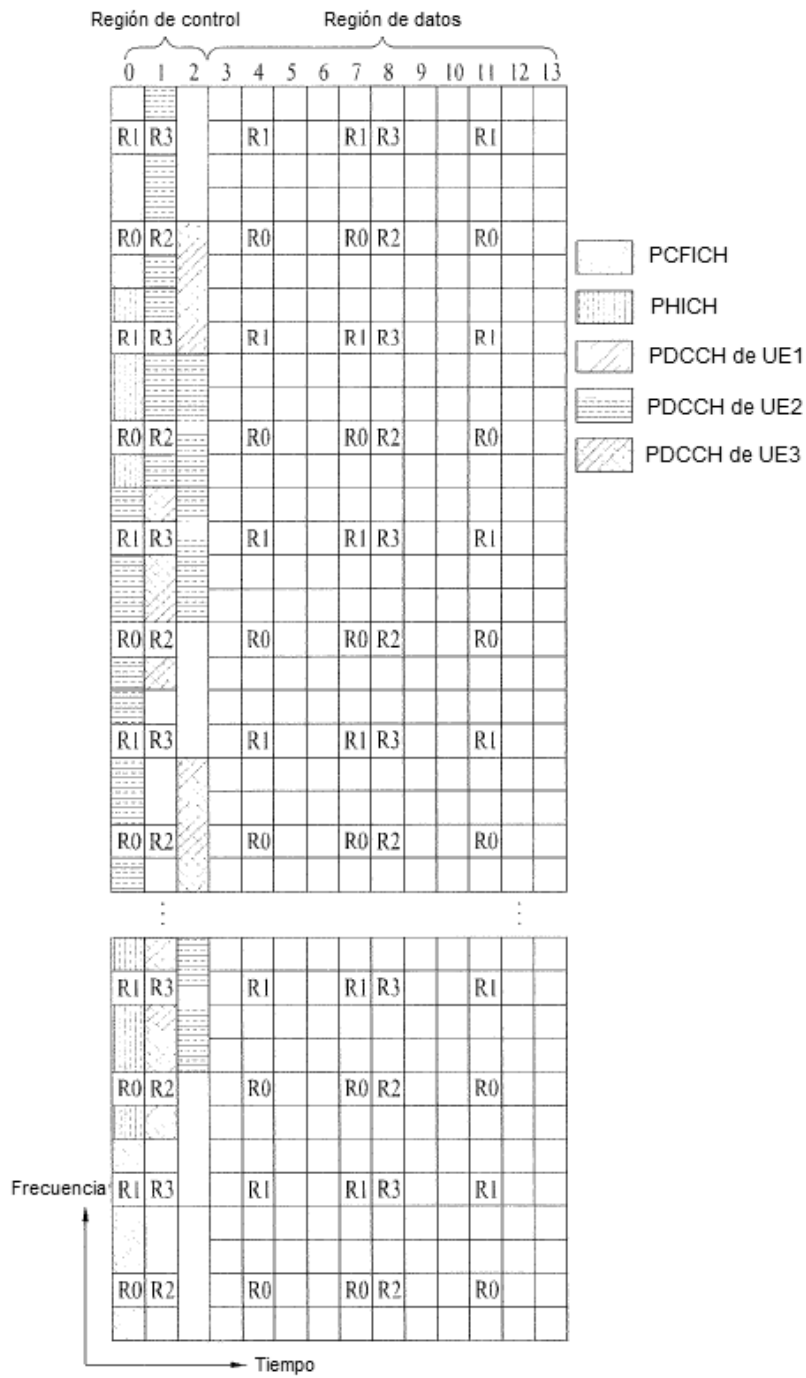 Región de control Región de datos
0 1 2 3 4 5 6 7 8 9 10 11 12 13
R1 R3 R1 R1 R3 R1
R0 R2 R0 R0 R2 R0
R1 R3 R1 R1 R3 R1
R0 R2 R0 R0 R2 R0
R1 R3 R1 R1 R3 R1
R0 R2 R0 R0 R2 R0
R1 R3 R1 R1 R3 R1
R0 R2 R0 R0 R2 R0
R1 R3 R1 R1 R3 R1
R0 R2 R0 R0 R2 R0
R1 R3 R1 R1 R3 R1
R0 R2 R0 R0 R2 R0
PCFICH
PHICH
PDCCH de UE1
PDCCH de UE2
PDCCH de UE3
Frecuencia
Tiempo